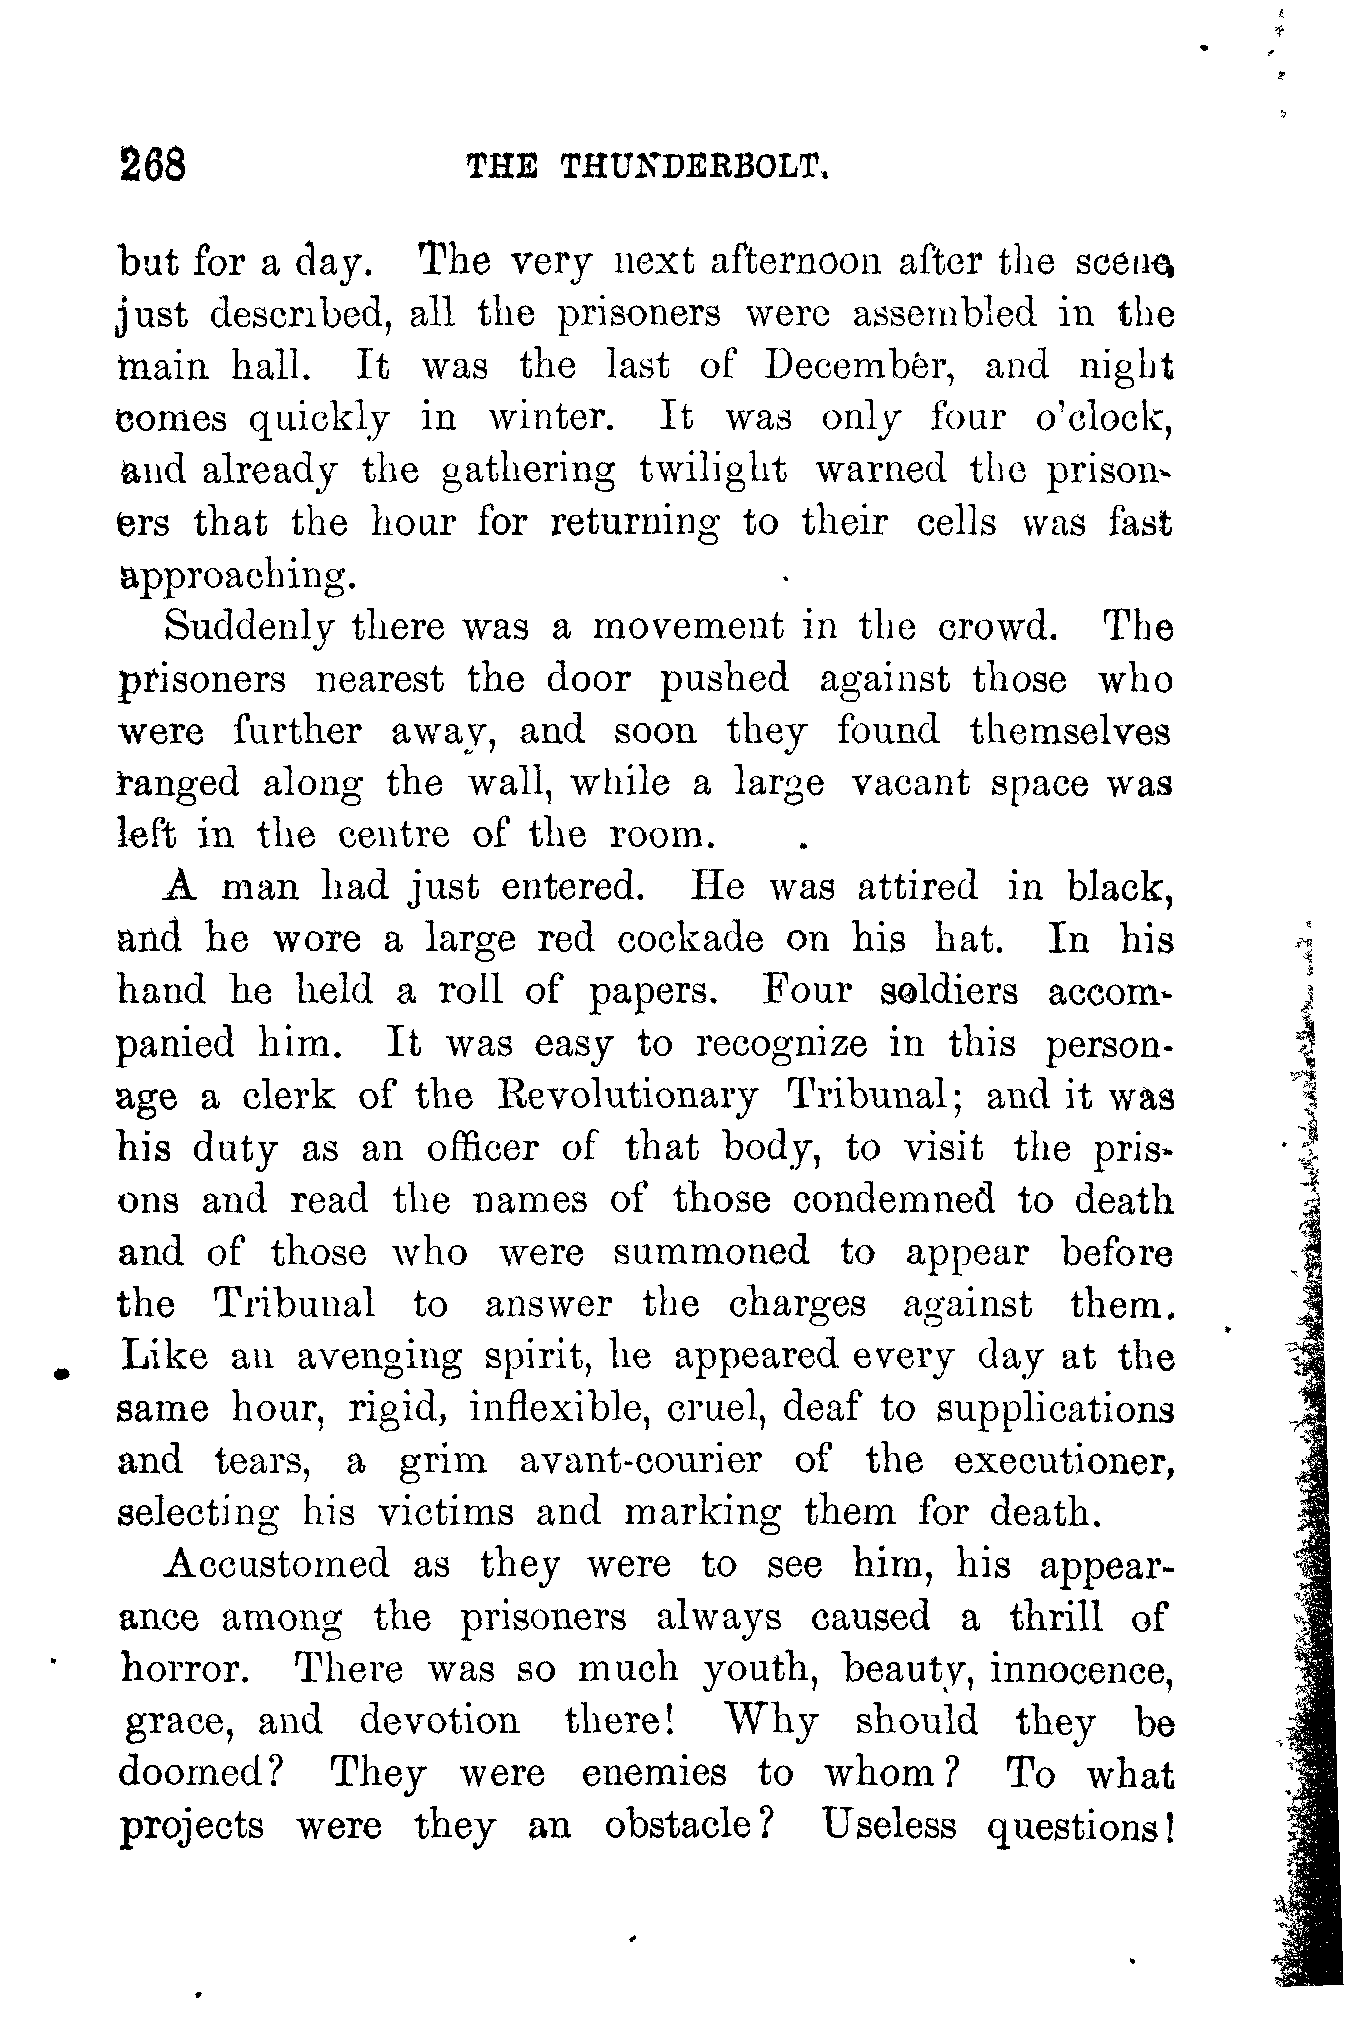 268 THE THUNDERBOLT.
but for a day. The very next afternoon after the scene
just described, all the prisoners were assembled in the
main hall. It was the last of December, and night
comes quickly in winter. It was only four o'clock,
and already the gathering twilight warned the prison-
ers that the hour for returning to their cells was fast
approaching.
Suddenly there was a movement in the crowd. The
prisoners nearest the door pushed against those who
were further away, and soon they found themselves
ranged along the wall, while a large vacant space was
left in the centre of the room.
A man had just entered. He was attired in black,
and he wore a large red cockade on his hat. In his
hand he held a roll of papers. Four soldiers accom-
panied him. It was easy to recognize in this person-
age a clerk of the Revolutionary Tribunal; and it was
his duty as an officer of that body, to visit the pris-
ons and read the names of those condemned to death
and of those who were summoned to appear before
the Tribunal to answer the charges against them.
Like an avenging spirit, he appeared every day at the
same hour, rigid, inflexible, cruel, deaf to supplications
and tears, a grim avant-courier of the executioner,
selecting his victims and marking them for death.
Accustomed as they were to see him, his appear-
ance among the prisoners always caused a thrill of
horror. There was so much youth, beauty, innocence,
grace, and devotion there! Why should they be
doomed? They were enemies to whom? To what
projects were they an obstacle? Useless questions!